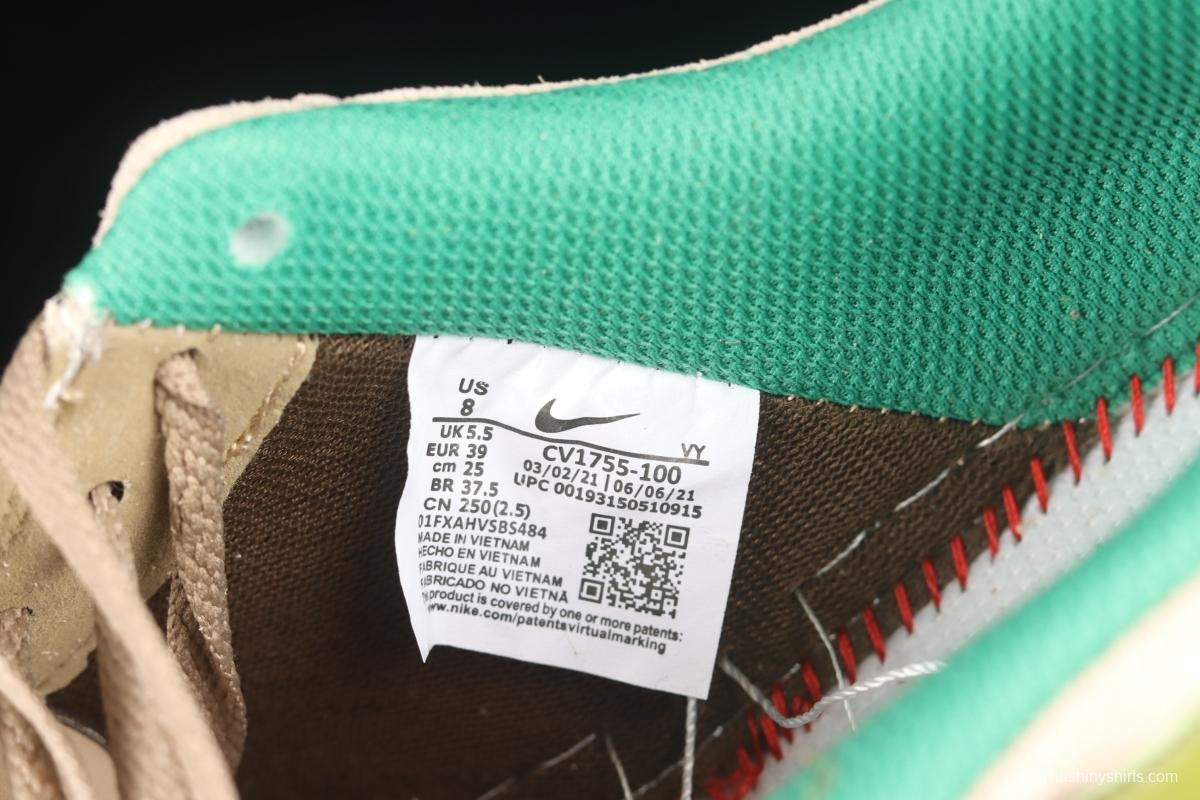 US
8
UK 5.5
EUR 39
cm 25
BR 37.5
CN 250(2.5)
VY
CV1755-100
03/02/21 | 06/06/21
UPC 00193150510915
01FXAHVSBS484
MADE IN VIETNAM
HECHO EN VIETNAM
FABRIQUE AU VIETNAM
FABRICADO NO VIETNÃ
product is covered by one or more patents:
www.nike.com/patentsvirtualmarking
shinyshirts.com